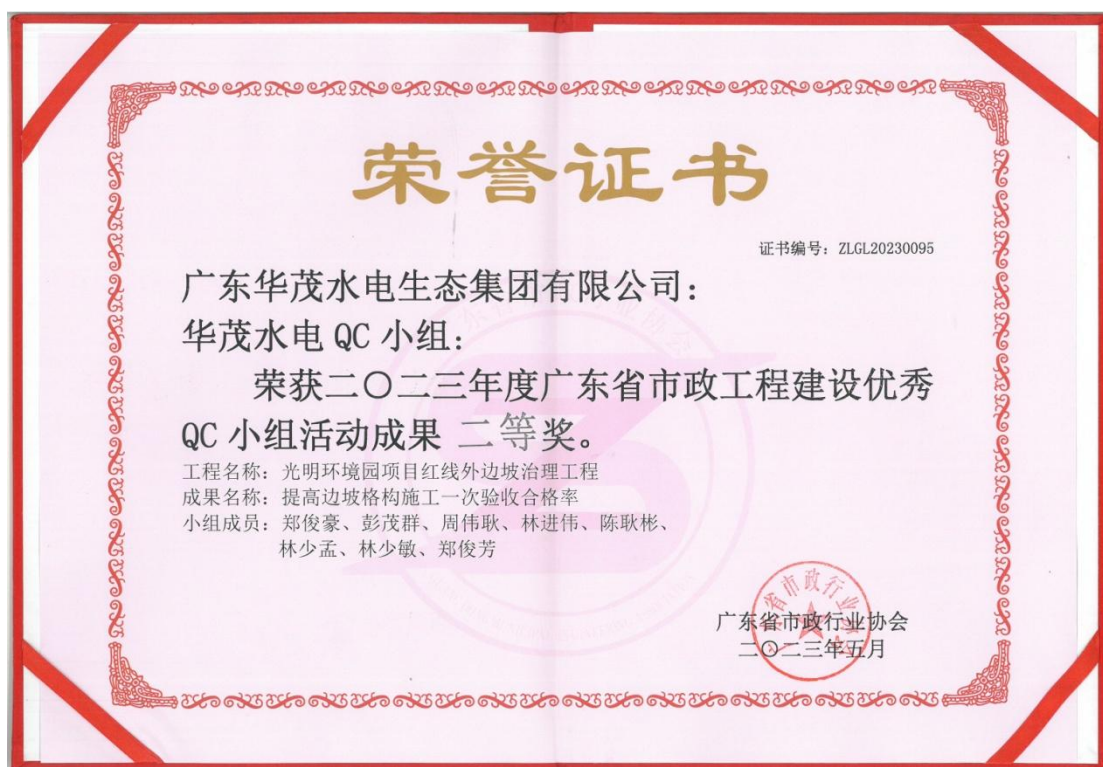 荣誉证书
证书编号：ZLGL20230095
广东华茂水电生态集团有限公司：
华茂水电 QC 小组：
荣获二〇二三年度广东省市政工程建设优秀
QC 小组活动成果 二等奖。
工程名称：光明环境园项目红线外边坡治理工程
成果名称：提高边坡格构施工一次验收合格率
小组成员：郑俊豪、彭茂群、周伟耿、林进伟、陈耿彬、
林少孟、林少敏、郑俊芳
广东省市政行业协会
二〇二三年五月